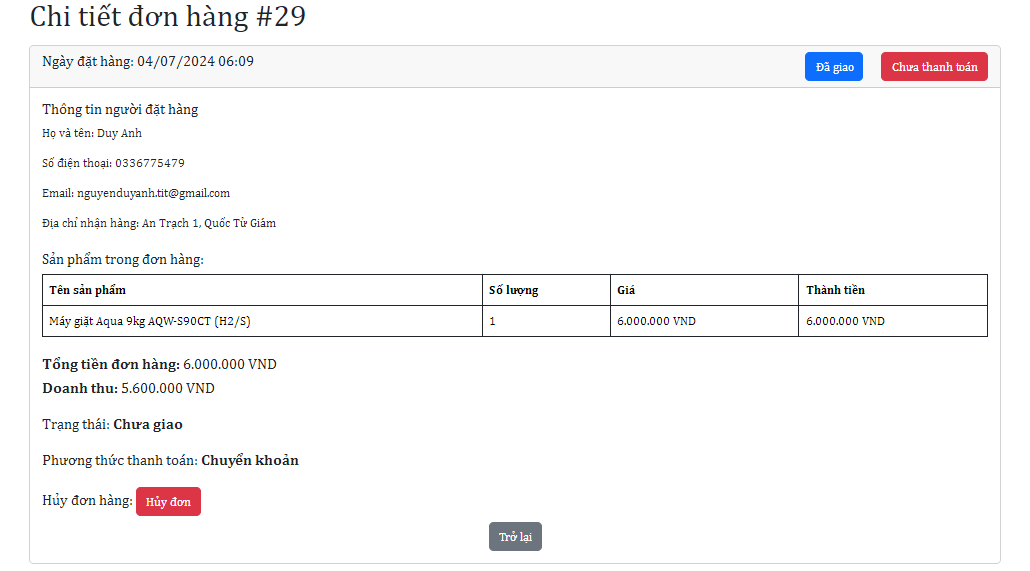 Chi tiết đơn hàng #29
Ngày đặt hàng: 04/07/2024 06:09 Đã giao Chưa thanh toán
Thông tin người đặt hàng
Họ và tên: Duy Anh
Số điện thoại: 0336775479
Email: nguyenduyanh.tit@gmail.com
Địa chỉ nhận hàng: An Trạch 1, Quốc Tử Giám
Sản phẩm trong đơn hàng:
Tên sản phẩm Số lượng Giá Thành tiền
Máy giặt Aqua 9kg AQW-S90CT (H2/S) 1 6.000.000 VND 6.000.000 VND
Tổng tiền đơn hàng: 6.000.000 VND
Doanh thu: 5.600.000 VND
Trạng thái: Chưa giao
Phương thức thanh toán: Chuyển khoản
Hủy đơn hàng: Hủy đơn
Trở lại